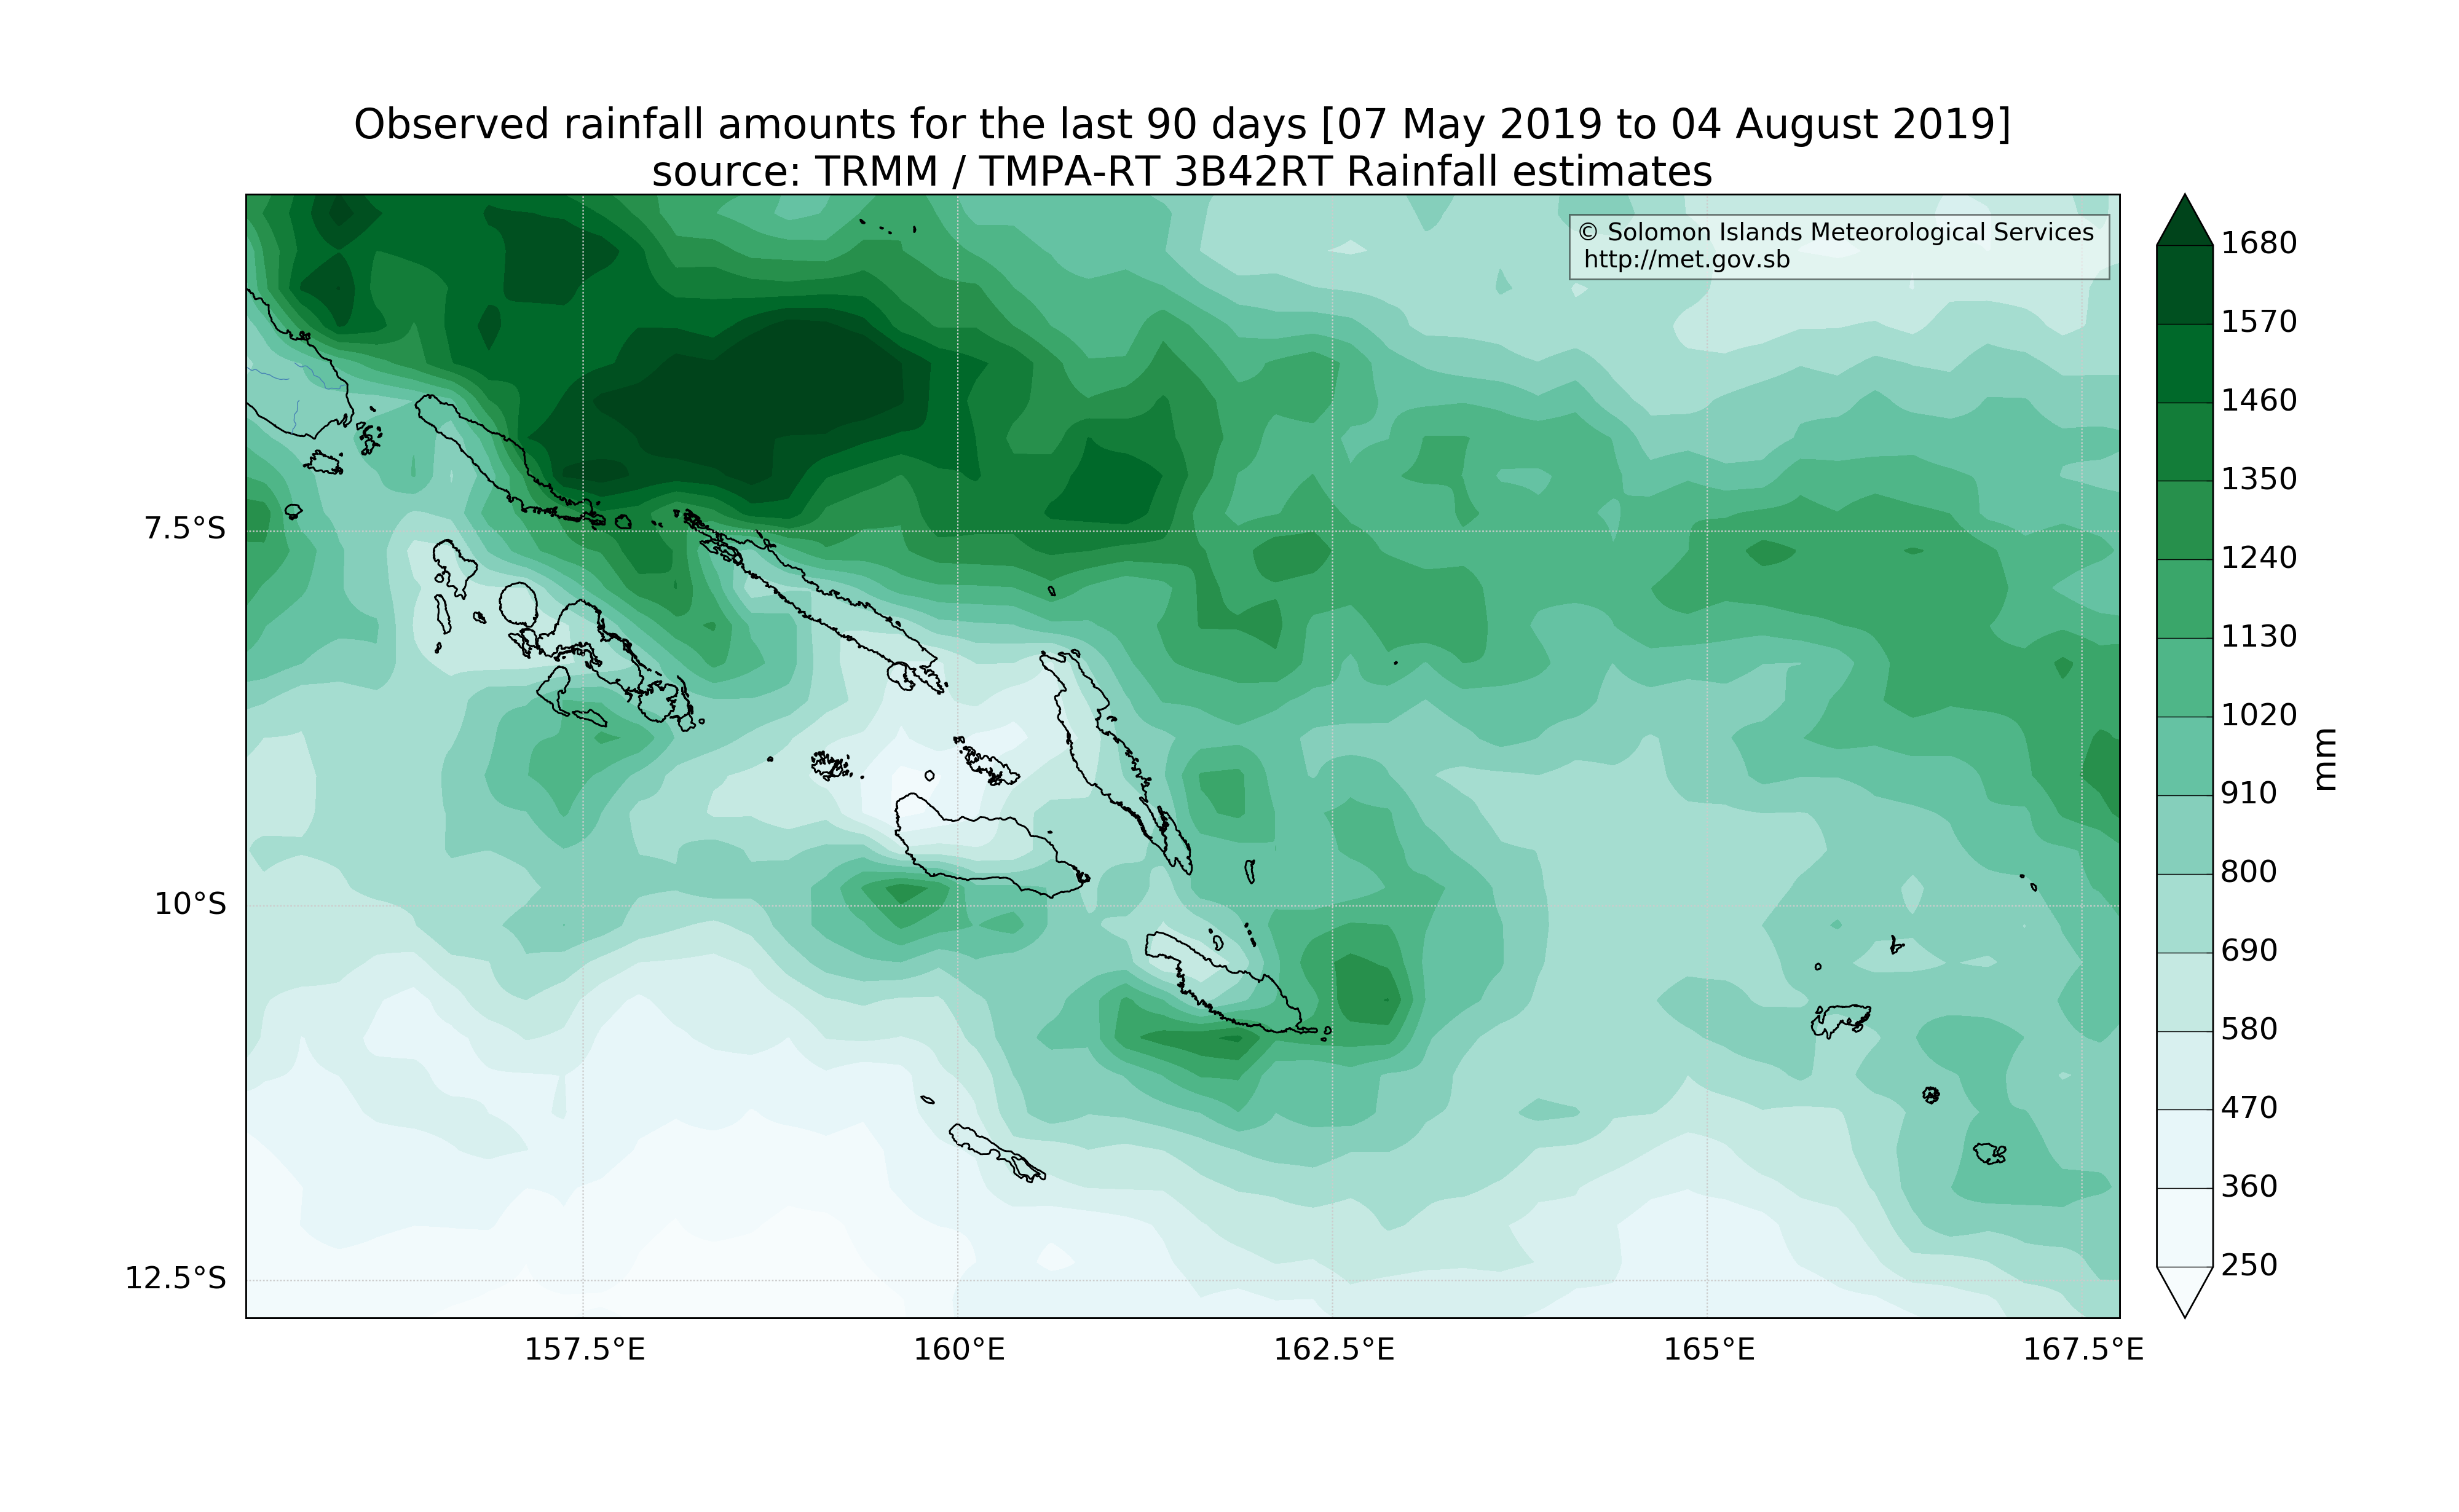 Observed rainfall amounts for the last 90 days [07 May 2019 to 04 August 2019]
source: TRMM / TMPA-RT 3B42RT Rainfall estimates
© Solomon Islands Meteorological Services
http://met.gov.sb
7.5°S
10°S
12.5°S
157.5°E
160°E
162.5°E
165°E
167.5°E
1680
1570
1460
1350
1240
1130
1020
910
800
690
580
470
360
250
mm